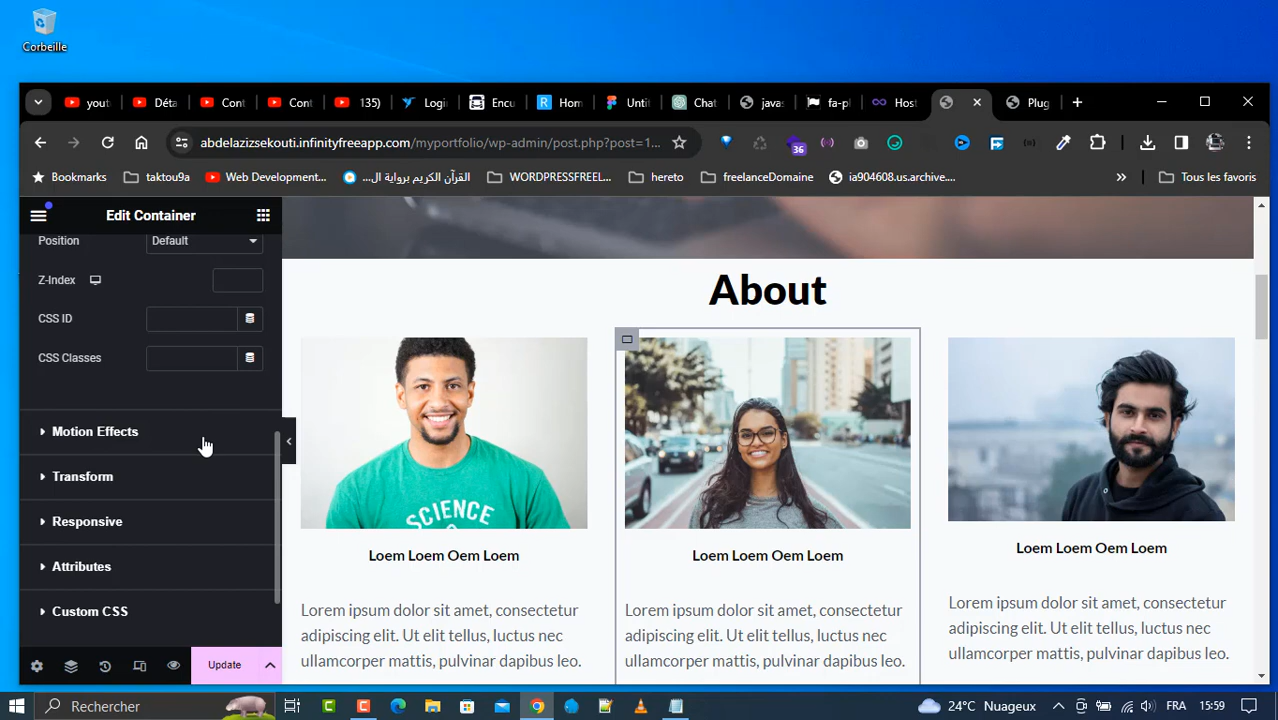 Corbeille
yout
Déta
Cont
Cont
135)
Login
Encu
Hom
Untit
Chat
javas
fa-pl
Host
Plug
abdelazizsekouti.infinityfreeapp.com/myportfolio/wp-admin/post.php?post=1...
36
Bookmarks
taktou9a
Web Development...
القرآن الكريم برواية ال...
WORDPRESSFREEL...
hereto
freelanceDomaine
ia904608.us.archive....
»
Tous les favoris
Edit Container
Position
Default
Z-Index
CSS ID
CSS Classes
Motion Effects
Transform
Responsive
Attributes
Custom CSS
Update
About
SCIENCE
Loem Loem Oem Loem
Loem Loem Oem Loem
Loem Loem Oem Loem
Lorem ipsum dolor sit amet, consectetur
adipiscing elit. Ut elit tellus, luctus nec
ullamcorper mattis, pulvinar dapibus leo.
Lorem ipsum dolor sit amet, consectetur
adipiscing elit. Ut elit tellus, luctus nec
ullamcorper mattis, pulvinar dapibus leo.
Lorem ipsum dolor sit amet, consectetur
adipiscing elit. Ut elit tellus, luctus nec
ullamcorper mattis, pulvinar dapibus leo.
Rechercher
24°C Nuageux
FRA
15:59